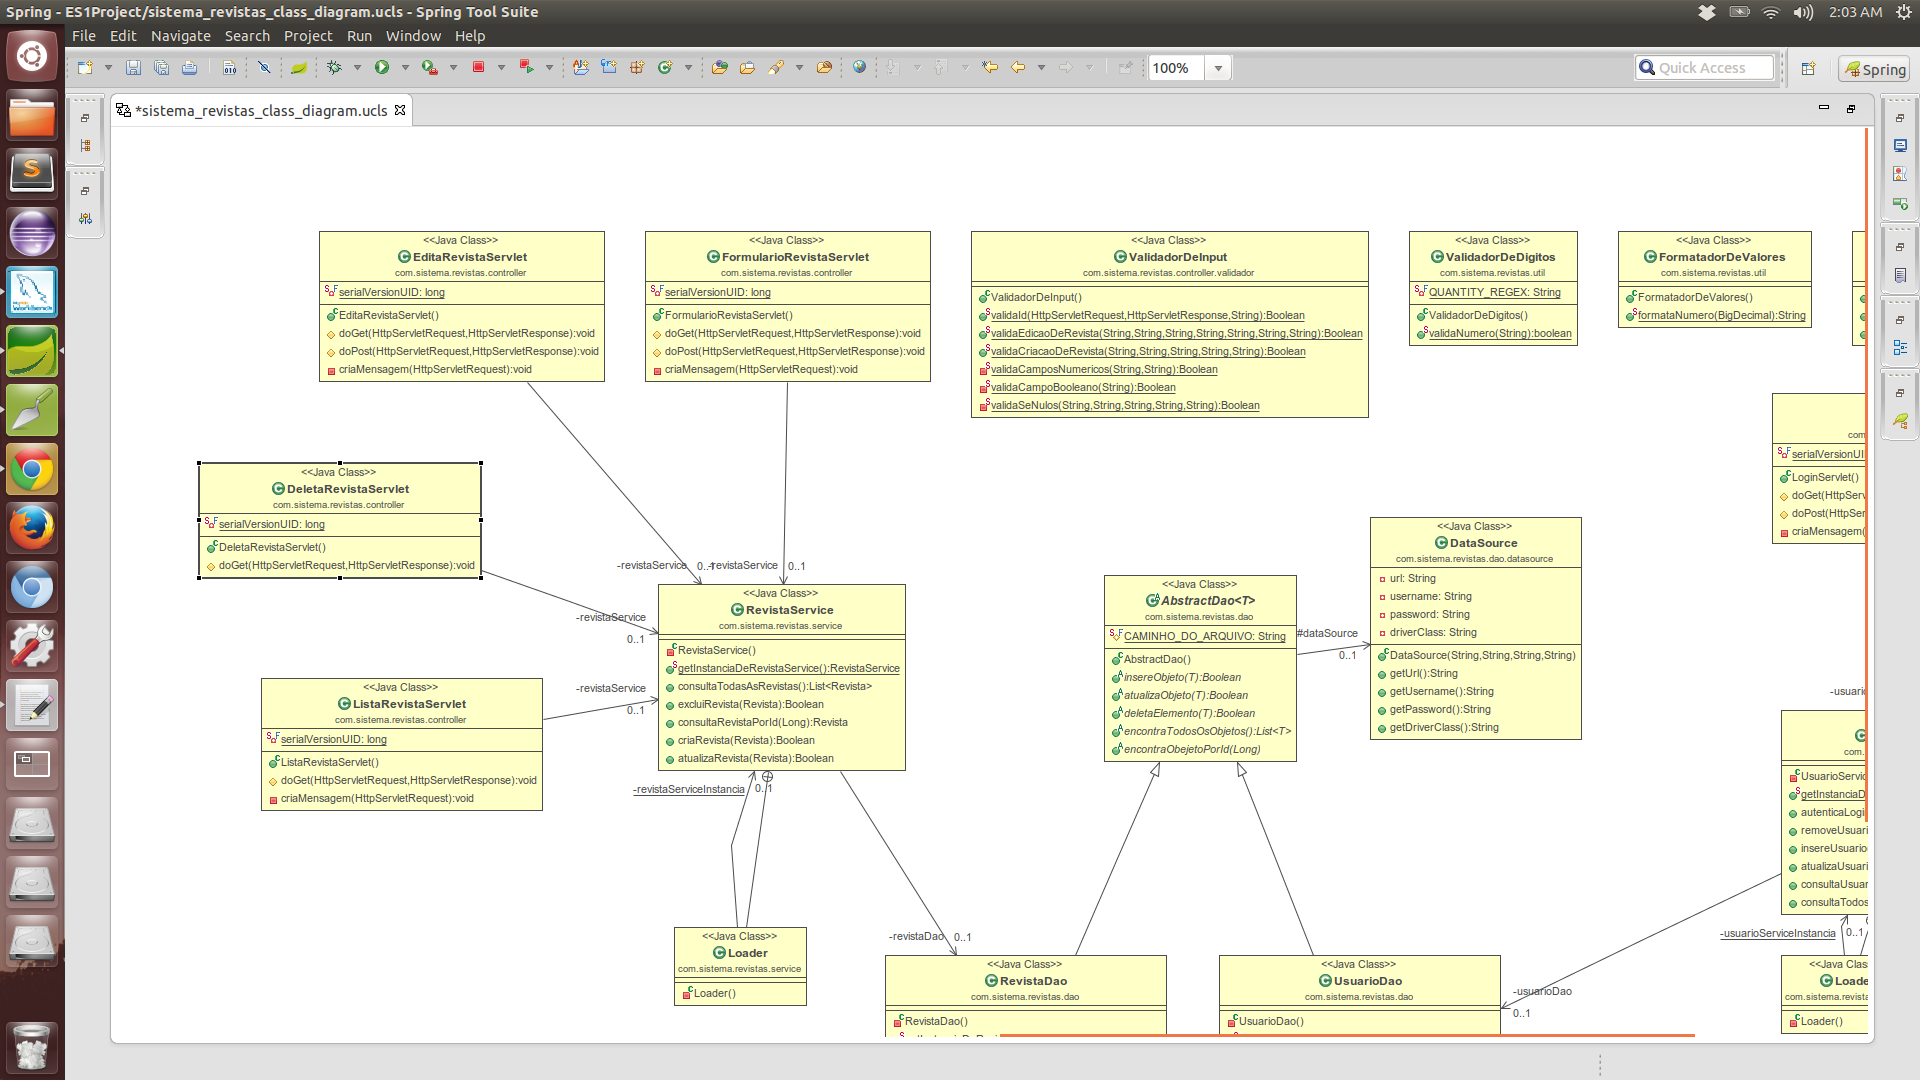 Spring - ES1Project/sistema_revistas_class_diagram.ucls - Spring Tool Suite
2:03 AM
File Edit Navigate Search Project Run Window Help
100%
Quick Access
Spring
*sistema_revistas_class_diagram.ucls
<<Java Class>>
EditaRevistaServlet
com.sistema.revistas.controller
serialVersionUID: long
EditaRevistaServlet()
doGet(HttpServletRequest,HttpServletResponse):void
doPost(HttpServletRequest,HttpServletResponse):void
criaMensagem(HttpServletRequest):void
<<Java Class>>
FormularioRevistaServlet
com.sistema.revistas.controller
serialVersionUID: long
FormularioRevistaServlet()
doGet(HttpServletRequest,HttpServletResponse):void
doPost(HttpServletRequest,HttpServletResponse):void
criaMensagem(HttpServletRequest):void
<<Java Class>>
ValidadorDeInput
com.sistema.revistas.controller.validador
ValidadorDeInput()
validaId(HttpServletRequest,HttpServletResponse,String):Boolean
validaEdicaoDeRevista(String,String,String,String,String,String):Boolean
validaCriacaoDeRevista(String,String,String,String,String):Boolean
validaCamposNumericos(String,String):Boolean
validaCampoBooleano(String):Boolean
validaSeNulos(String,String,String,String,String):Boolean
<<Java Class>>
ValidadorDeDigitos
com.sistema.revistas.util
QUANTITY_REGEX: String
ValidadorDeDigitos()
validaNumero(String):boolean
<<Java Class>>
FormatadorDeValores
com.sistema.revistas.util
FormatadorDeValores()
formataNumero(BigDecimal):String
com
serialVersionUI
LoginServlet()
doGet(HttpServ
doPost(HttpSer
criaMensagem(
<<Java Class>>
DeletaRevistaServlet
com.sistema.revistas.controller
serialVersionUID: long
DeletaRevistaServlet()
doGet(HttpServletRequest,HttpServletResponse):void
-revistaService
0..1
-revistaService
0..1
-revistaService
0..1
-revistaService
0..1
<<Java Class>>
ListaRevistaServlet
com.sistema.revistas.controller
serialVersionUID: long
ListaRevistaServlet()
doGet(HttpServletRequest,HttpServletResponse):void
criaMensagem(HttpServletRequest):void
<<Java Class>>
RevistaService
com.sistema.revistas.service
RevistaService()
getInstanciaDeRevistaService():RevistaService
consultaTodasAsRevistas():List<Revista>
excluiRevista(Revista):Boolean
consultaRevistaPorId(Long):Revista
criaRevista(Revista):Boolean
atualizaRevista(Revista):Boolean
-revistaServiceInstancia
0..1
<<Java Class>>
AbstractDao<T>
com.sistema.revistas.dao
CAMINHO_DO_ARQUIVO: String
AbstractDao()
insereObjeto(T):Boolean
atualizaObjeto(T):Boolean
deletaElemento(T):Boolean
encontraTodosOsObjetos():List<T>
encontraObejetoPorId(Long)
#dataSource
0..1
<<Java Class>>
DataSource
com.sistema.revistas.dao.datasource
url: String
username: String
password: String
driverClass: String
DataSource(String,String,String,String)
getUrl():String
getUsername():String
getPassword():String
getDriverClass():String
-usuario
com.
UsuarioServic
getInstanciaD
autenticaLogi
removeUsuari
insereUsuario
atualizaUsuari
consultaUsuar
consultaTodos
-usuarioServiceInstancia
0..1
<<Java Class>>
Loader
com.sistema.revistas.service
Loader()
-revistaDao
0..1
<<Java Class>>
RevistaDao
com.sistema.revistas.dao
RevistaDao()
<<Java Class>>
UsuarioDao
com.sistema.revistas.dao
UsuarioDao()
-usuarioDao
0..1
<<Java Clas
Loade
com.sistema.revista
Loader()